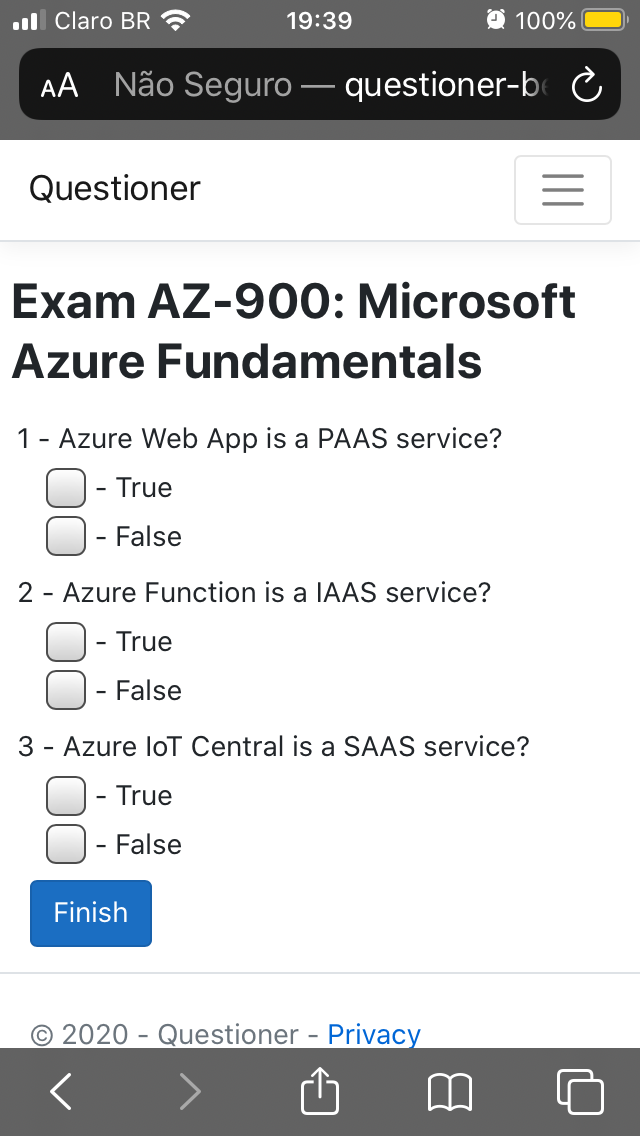 Claro BR 19:39 100%
AA Não Seguro — questioner-b
Questioner
Exam AZ-900: Microsoft
Azure Fundamentals
1 - Azure Web App is a PAAS service?
- True
- False
2 - Azure Function is a IAAS service?
- True
- False
3 - Azure IoT Central is a SAAS service?
- True
- False
Finish
© 2020 - Questioner - Privacy